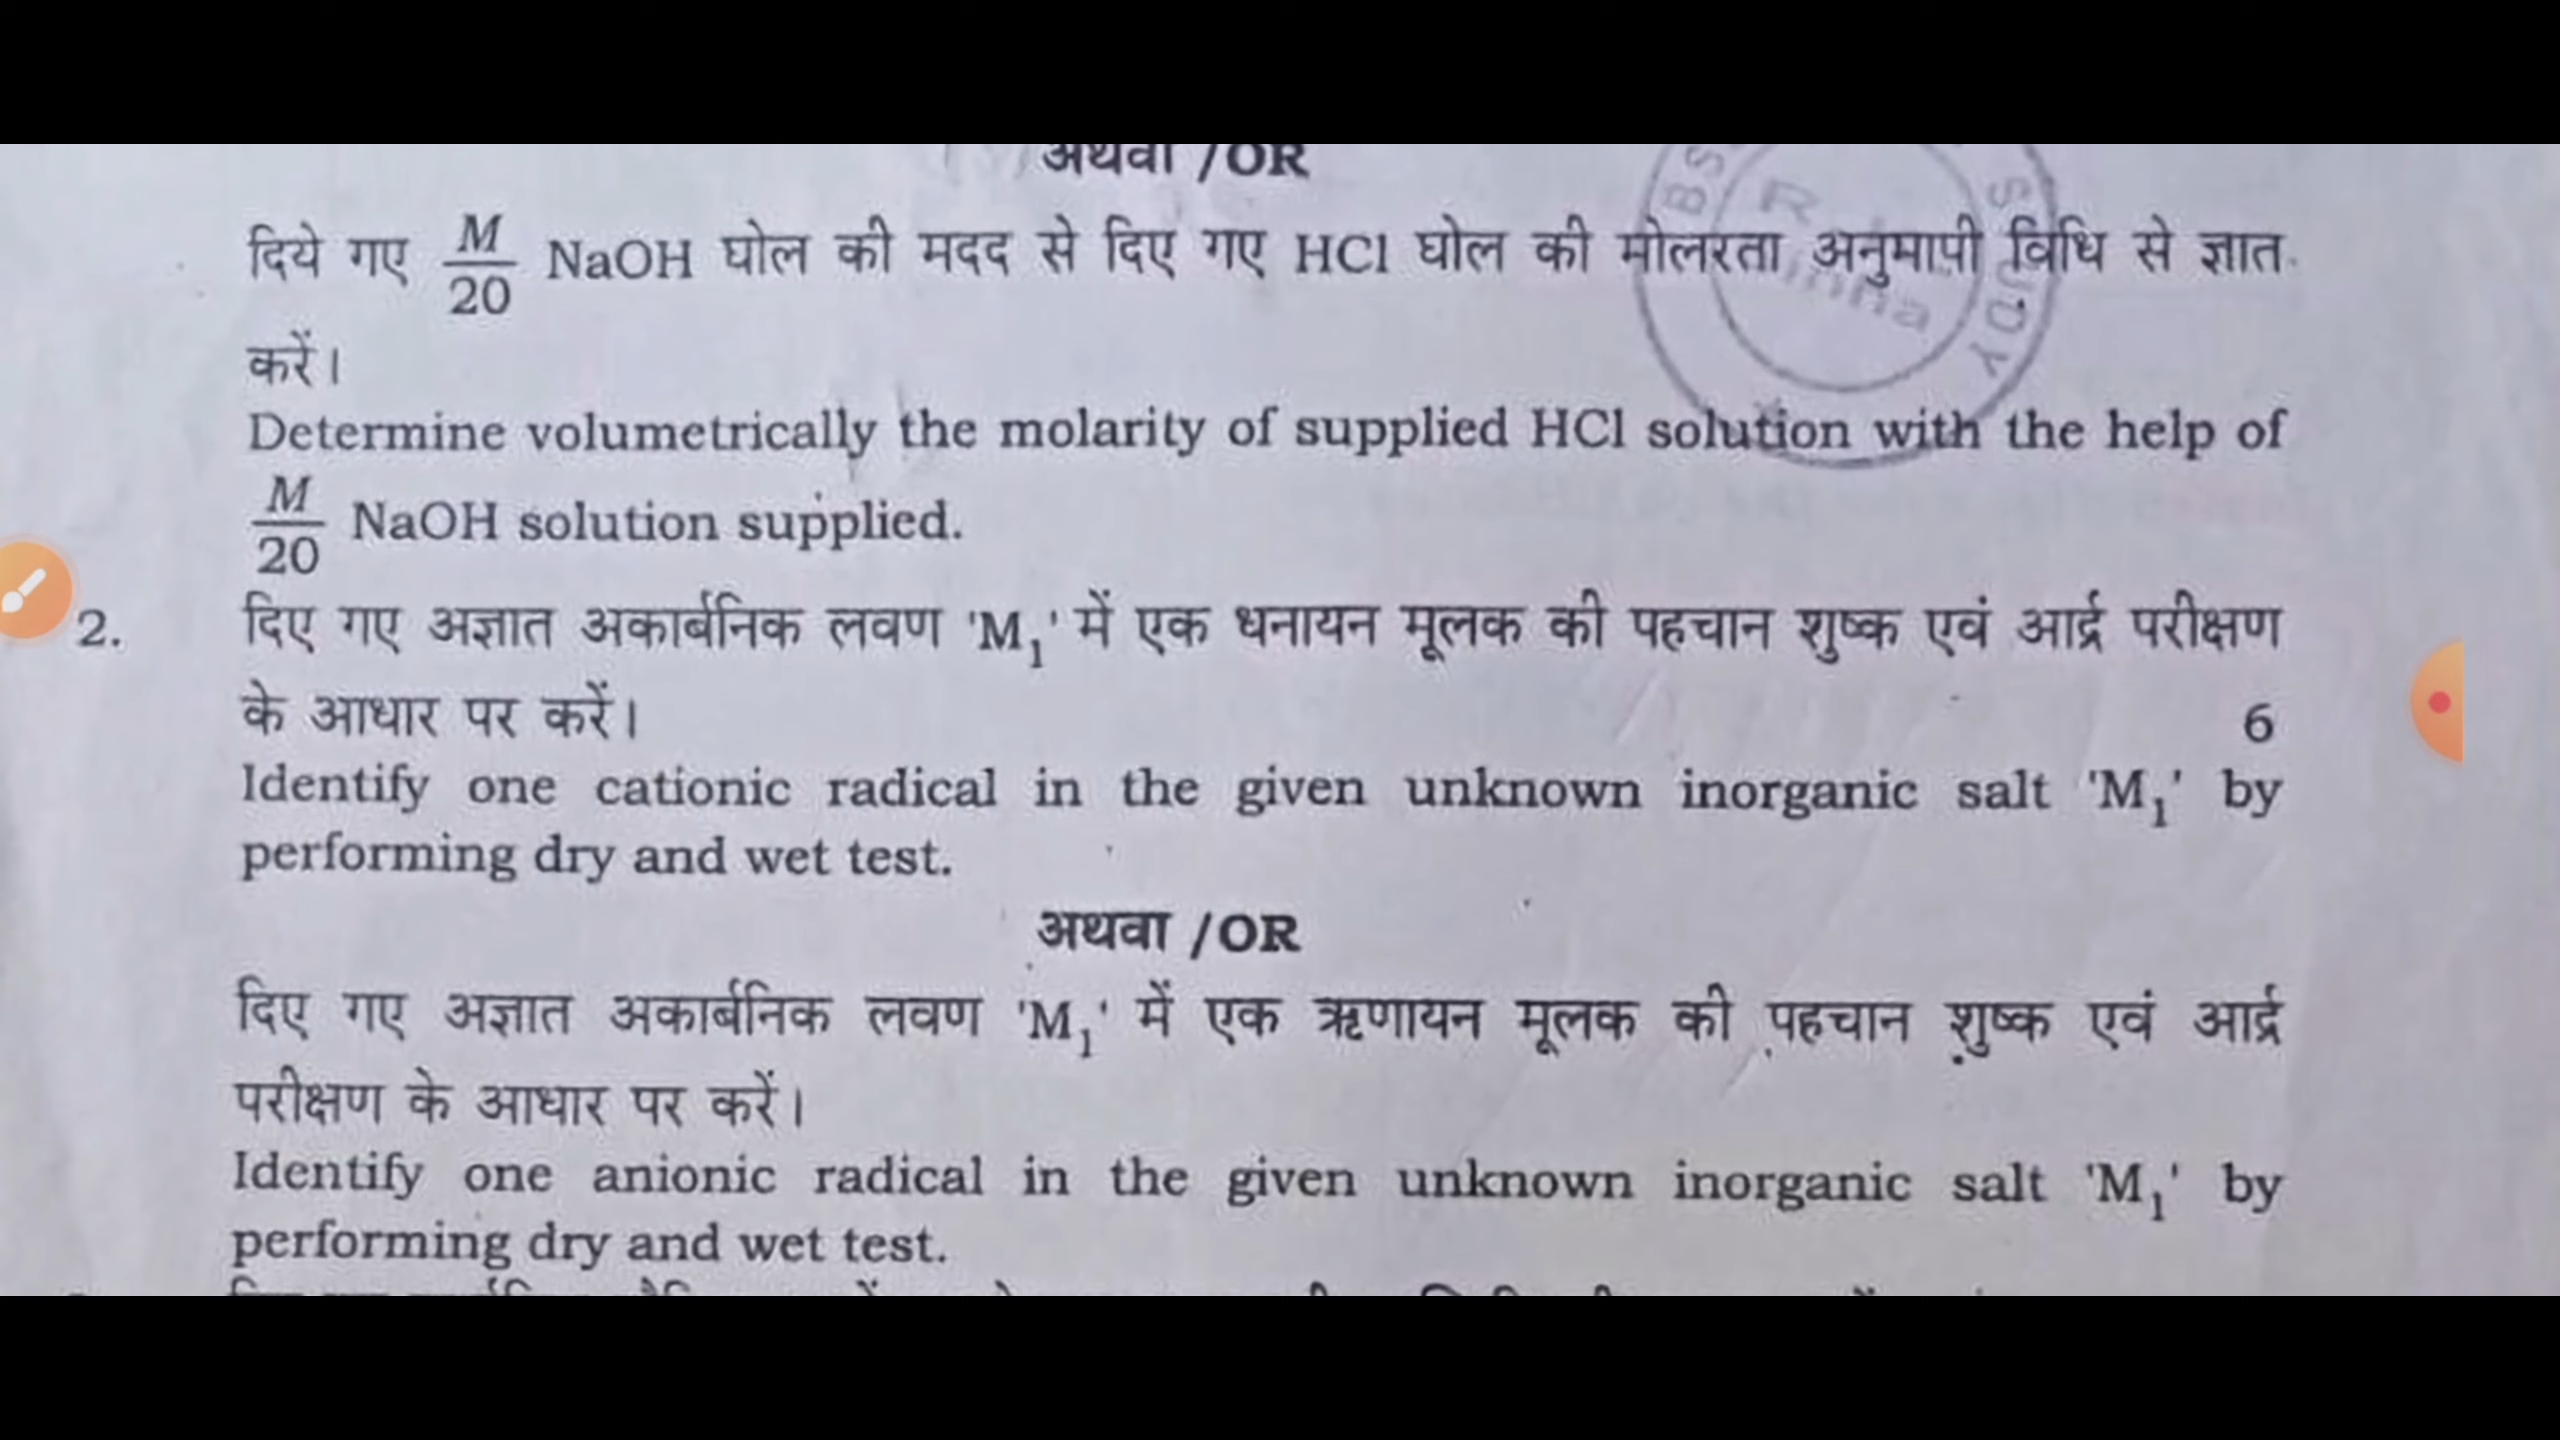 अथवा /OR
दिये गए M/20 NaOH घोल की मदद से दिए गए HCl घोल की मोलरता अनुमापी विधि से ज्ञात
करें।
Determine volumetrically the molarity of supplied HCl solution with the help of
M/20 NaOH solution supplied.
2. दिए गए अज्ञात अकार्बनिक लवण 'M1' में एक धनायन मूलक की पहचान शुष्क एवं आर्द्र परीक्षण
के आधार पर करें। 6
Identify one cationic radical in the given unknown inorganic salt 'M1' by
performing dry and wet test.
अथवा /OR
दिए गए अज्ञात अकार्बनिक लवण 'M1' में एक ऋणायन मूलक की पहचान शुष्क एवं आर्द्र
परीक्षण के आधार पर करें।
Identify one anionic radical in the given unknown inorganic salt 'M1' by
performing dry and wet test.